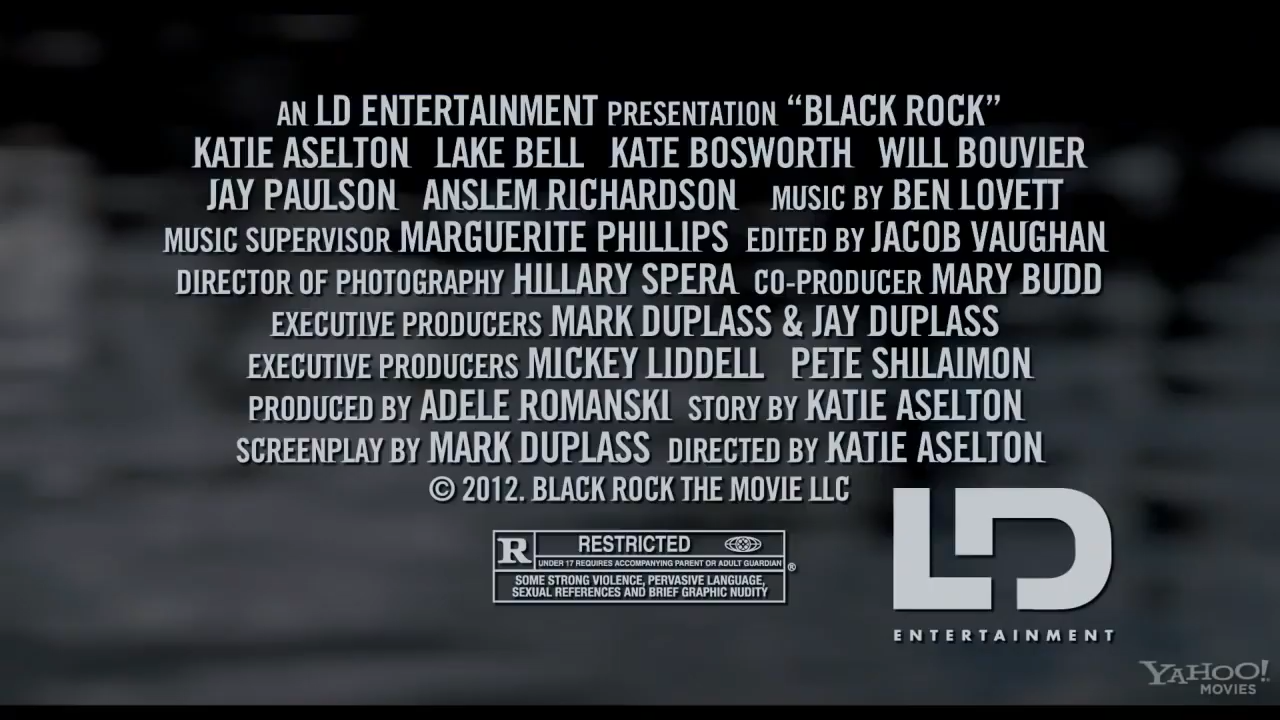 AN LD ENTERTAINMENT PRESENTATION “BLACK ROCK”
KATIE ASELTON LAKE BELL KATE BOSWORTH WILL BOUVIER
JAY PAULSON ANSLEM RICHARDSON MUSIC BY BEN LOVETT
MUSIC SUPERVISOR MARGUERITE PHILLIPS EDITED BY JACOB VAUGHAN
DIRECTOR OF PHOTOGRAPHY HILLARY SPERA CO-PRODUCER MARY BUDD
EXECUTIVE PRODUCERS MARK DUPLASS & JAY DUPLASS
EXECUTIVE PRODUCERS MICKEY LIDDELL PETE SHILAIMON
PRODUCED BY ADELE ROMANSKI STORY BY KATIE ASELTON
SCREENPLAY BY MARK DUPLASS DIRECTED BY KATIE ASELTON
© 2012. BLACK ROCK THE MOVIE LLC
R RESTRICTED
UNDER 17 REQUIRES ACCOMPANYING PARENT OR ADULT GUARDIAN
®
SOME STRONG VIOLENCE, PERVASIVE LANGUAGE,
SEXUAL REFERENCES AND BRIEF GRAPHIC NUDITY
LD
ENTERTAINMENT
YAHOO!
MOVIES